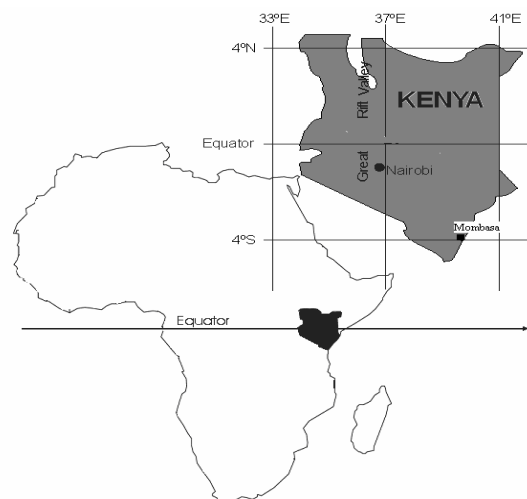 33ºE 37ºE 41ºE
4ºN
Great Rift Valley
KENYA
Equator
Nairobi
Mombasa
4ºS
Equator